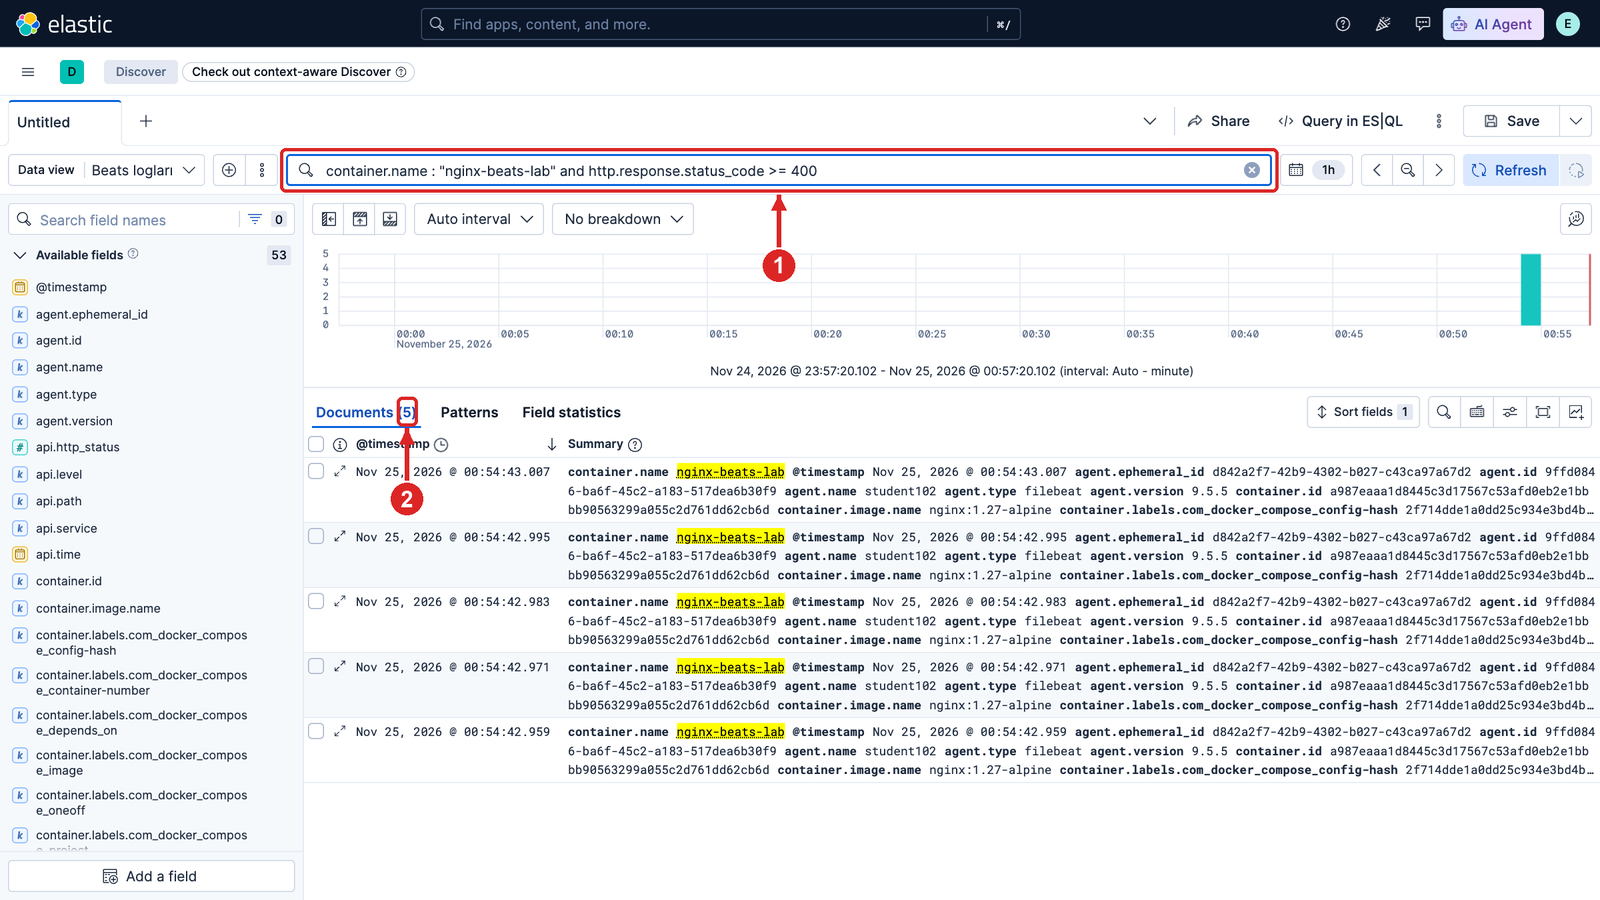 elastic
Find apps, content, and more.
⌘/
AI Agent
E
D
Discover
Check out context-aware Discover
Untitled
Share
Query in ES|QL
Save
Data view
Beats logları
container.name : "nginx-beats-lab" and http.response.status_code >= 400
1h
Refresh
Search field names
0
Auto interval
No breakdown
Available fields
53
1
5
4
3
2
1
0
00:00
00:05
00:10
00:15
00:20
00:25
00:30
00:35
00:40
00:45
00:50
00:55
November 25, 2026
Nov 24, 2026 @ 23:57:20.102 - Nov 25, 2026 @ 00:57:20.102 (interval: Auto - minute)
@timestamp
agent.ephemeral_id
agent.id
agent.name
agent.type
agent.version
api.http_status
api.level
api.path
api.service
api.time
container.id
container.image.name
container.labels.com_docker_compos
e_config-hash
container.labels.com_docker_compos
e_container-number
container.labels.com_docker_compos
e_depends_on
container.labels.com_docker_compos
e_image
container.labels.com_docker_compos
e_oneoff
container.labels.com_docker_compos
e_project
Add a field
Documents (5)
Patterns
Field statistics
Sort fields 1
@timestamp
Summary
2
Nov 25, 2026 @ 00:54:43.007
container.name nginx-beats-lab @timestamp Nov 25, 2026 @ 00:54:43.007 agent.ephemeral_id d842a2f7-42b9-4302-b027-c43ca97a67d2 agent.id 9ffd084
6-ba6f-45c2-a183-517dea6b30f9 agent.name student102 agent.type filebeat agent.version 9.5.5 container.id a987eaaa1d8445c3d17567c53afd0eb2e1bb
bb90563299a055c2d761dd62cb6d container.image.name nginx:1.27-alpine container.labels.com_docker_compose_config-hash 2f714dde1a0dd25c934e3bd4b…
Nov 25, 2026 @ 00:54:42.995
container.name nginx-beats-lab @timestamp Nov 25, 2026 @ 00:54:42.995 agent.ephemeral_id d842a2f7-42b9-4302-b027-c43ca97a67d2 agent.id 9ffd084
6-ba6f-45c2-a183-517dea6b30f9 agent.name student102 agent.type filebeat agent.version 9.5.5 container.id a987eaaa1d8445c3d17567c53afd0eb2e1bb
bb90563299a055c2d761dd62cb6d container.image.name nginx:1.27-alpine container.labels.com_docker_compose_config-hash 2f714dde1a0dd25c934e3bd4b…
Nov 25, 2026 @ 00:54:42.983
container.name nginx-beats-lab @timestamp Nov 25, 2026 @ 00:54:42.983 agent.ephemeral_id d842a2f7-42b9-4302-b027-c43ca97a67d2 agent.id 9ffd084
6-ba6f-45c2-a183-517dea6b30f9 agent.name student102 agent.type filebeat agent.version 9.5.5 container.id a987eaaa1d8445c3d17567c53afd0eb2e1bb
bb90563299a055c2d761dd62cb6d container.image.name nginx:1.27-alpine container.labels.com_docker_compose_config-hash 2f714dde1a0dd25c934e3bd4b…
Nov 25, 2026 @ 00:54:42.971
container.name nginx-beats-lab @timestamp Nov 25, 2026 @ 00:54:42.971 agent.ephemeral_id d842a2f7-42b9-4302-b027-c43ca97a67d2 agent.id 9ffd084
6-ba6f-45c2-a183-517dea6b30f9 agent.name student102 agent.type filebeat agent.version 9.5.5 container.id a987eaaa1d8445c3d17567c53afd0eb2e1bb
bb90563299a055c2d761dd62cb6d container.image.name nginx:1.27-alpine container.labels.com_docker_compose_config-hash 2f714dde1a0dd25c934e3bd4b…
Nov 25, 2026 @ 00:54:42.959
container.name nginx-beats-lab @timestamp Nov 25, 2026 @ 00:54:42.959 agent.ephemeral_id d842a2f7-42b9-4302-b027-c43ca97a67d2 agent.id 9ffd084
6-ba6f-45c2-a183-517dea6b30f9 agent.name student102 agent.type filebeat agent.version 9.5.5 container.id a987eaaa1d8445c3d17567c53afd0eb2e1bb
bb90563299a055c2d761dd62cb6d container.image.name nginx:1.27-alpine container.labels.com_docker_compose_config-hash 2f714dde1a0dd25c934e3bd4b…